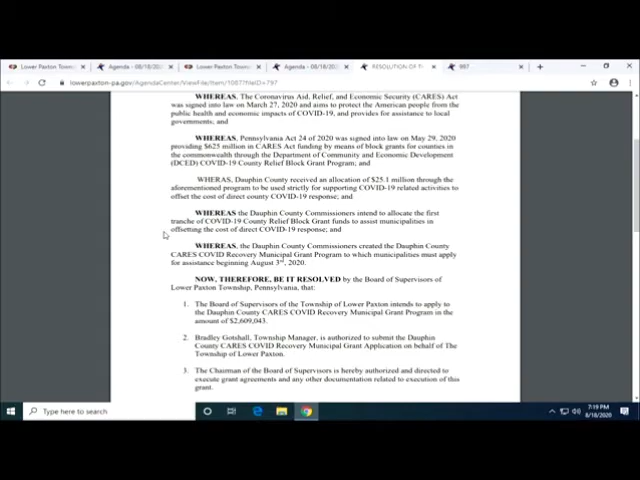 Lower Paxton Towns
Agenda - 08/18/2020
Lower Paxton Towns
Agenda - 08/18/202
RESOLUTION OF TH
997
lowerpaxton-pa.gov/AgendaCenter/ViewFile/Item/1087?fileID=797
WHEREAS. The Coronavirus Aid, Relief, and Economic Security (CARES) Act
was signed into law on March 27, 2020 and aims to protect the American people from the
public health and economic impacts of COVID-19, and provides for assistance to local
governments; and
WHEREAS, Pennsylvania Act 24 of 2020 was signed into law on May 29, 2020
providing $625 million in CARES Act funding by means of block grants for counties in
the commonwealth through the Department of Community and Economic Development
(DCED) COVID-19 County Relief Block Grant Program; and
WHERAS, Dauphin County received an allocation of $25.1 million through the
aforementioned program to be used strictly for supporting COVID-19 related activities to
offset the cost of direct county COVID-19 response; and
WHEREAS the Dauphin County Commissioners intend to allocate the first
tranche of COVID-19 County Relief Block Grant funds to assist municipalities in
offsetting the cost of direct COVID-19 response; and
WHEREAS, the Dauphin County Commissioners created the Dauphin County
CARES COVID Recovery Municipal Grant Program to which municipalities must apply
for assistance beginning August 3rd, 2020.
NOW, THEREFORE, BE IT RESOLVED by the Board of Supervisors of
Lower Paxton Township, Pennsylvania, that:
1. The Board of Supervisors of the Township of Lower Paxton intends to apply to
the Dauphin County CARES COVID Recovery Municipal Grant Program in the
amount of $2,609,043.
2. Bradley Gotshall, Township Manager, is authorized to submit the Dauphin
County CARES COVID Recovery Municipal Grant Application on behalf of The
Township of Lower Paxton.
3. The Chairman of the Board of Supervisors is hereby authorized and directed to
execute grant agreements and any other documentation related to execution of this
grant.
Type here to search
7:19 PM
8/18/2020